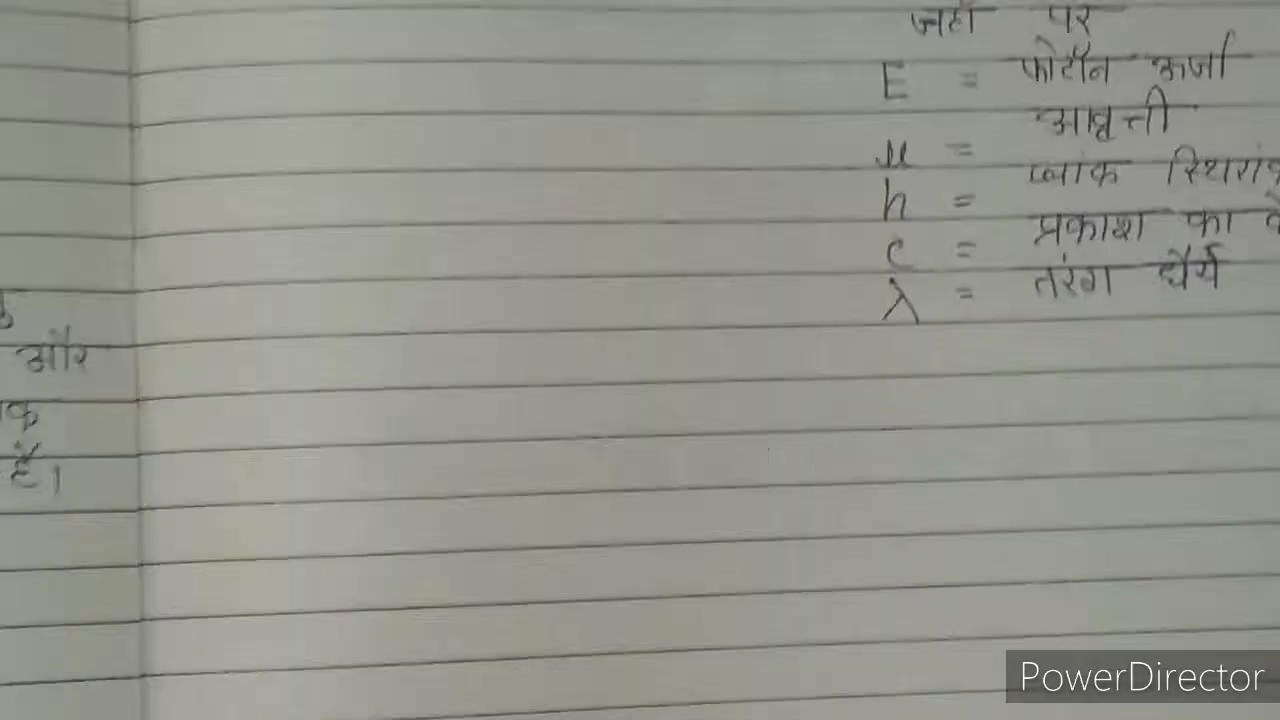 जहाँ पर
E = फोटॉन ऊर्जा
μ = आवृत्ती
h = प्लांक स्थिरांक
c = प्रकाश का
λ = तरंग धैर्य
और
है।
PowerDirector